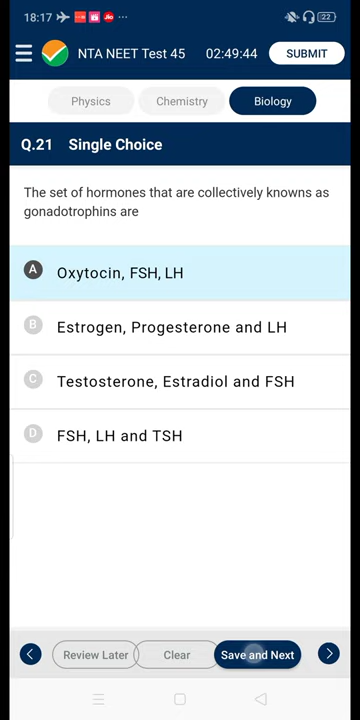 18:17 Jio ... 22
NTA NEET Test 45 02:49:44 SUBMIT
Physics Chemistry Biology
Q.21 Single Choice
The set of hormones that are collectively knowns as
gonadotrophins are
A Oxytocin, FSH, LH
B Estrogen, Progesterone and LH
C Testosterone, Estradiol and FSH
D FSH, LH and TSH
Review Later Clear Save and Next